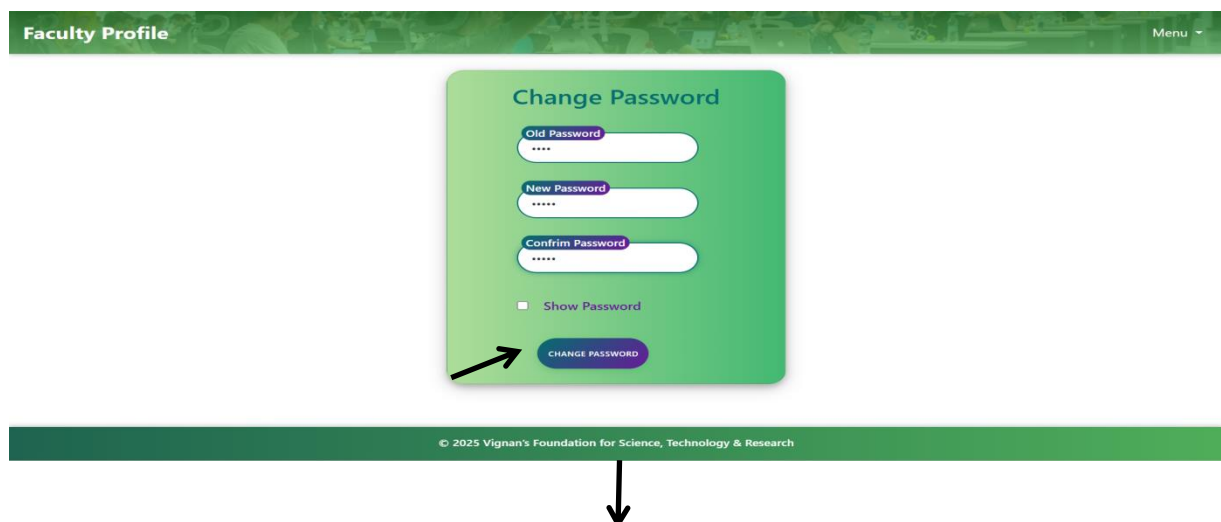 Faculty Profile
Menu
Change Password
Old Password
••••
New Password
•••••
Confrim Password
•••••
Show Password
CHANGE PASSWORD
© 2025 Vignan's Foundation for Science, Technology & Research